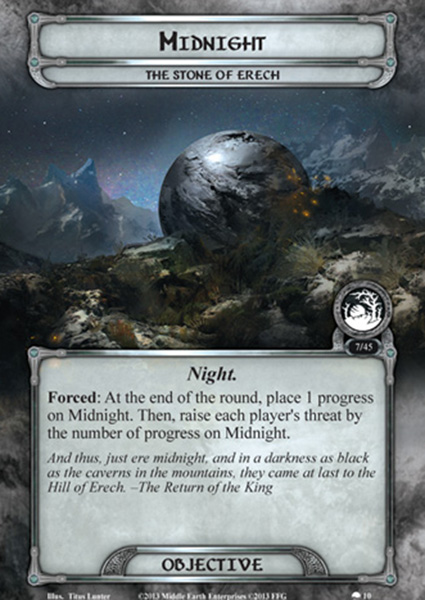 MIDNIGHT
THE STONE OF ERECH
7/45
Night.
Forced: At the end of the round, place 1 progress
on Midnight. Then, raise each player's threat by
the number of progress on Midnight.
And thus, just ere midnight, and in a darkness as black
as the caverns in the mountains, they came at last to the
Hill of Erech. –The Return of the King
OBJECTIVE
Illus. Titus Lunter ©2013 Middle Earth Enterprises ©2013 FFG 10